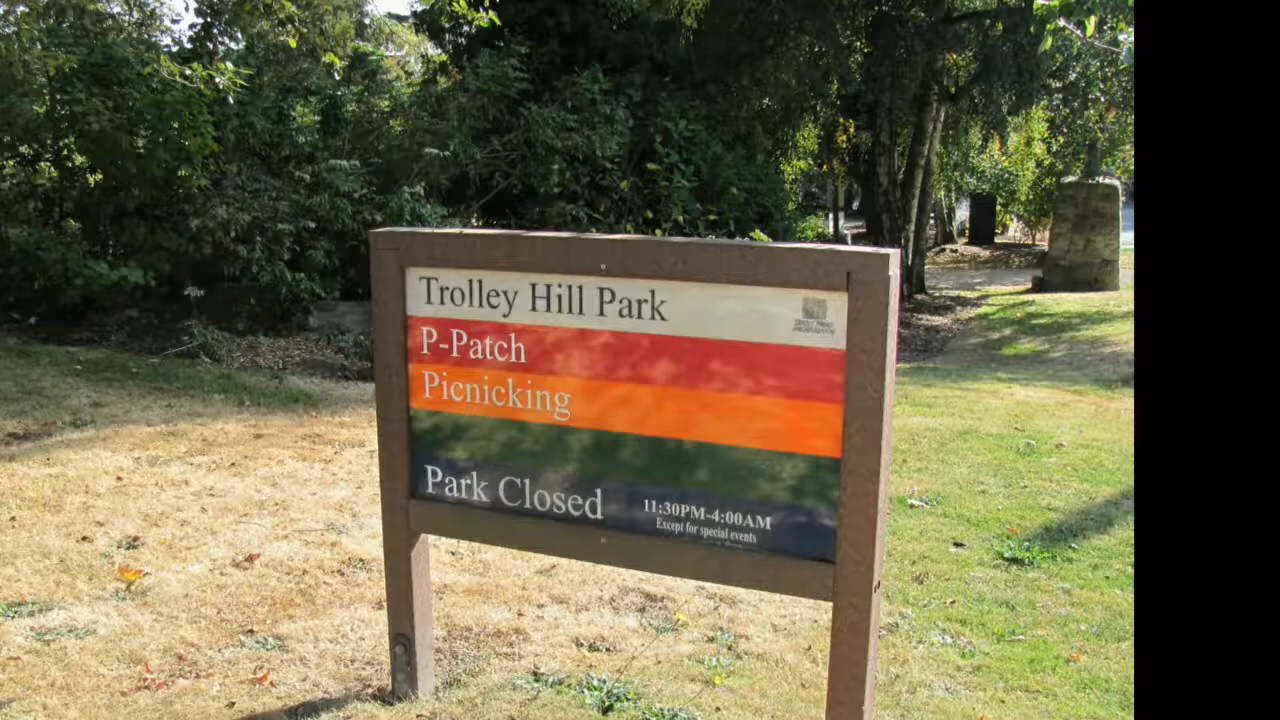 Trolley Hill Park
P-Patch
Picnicking
Park Closed
11:30PM-4:00AM
Except for special events